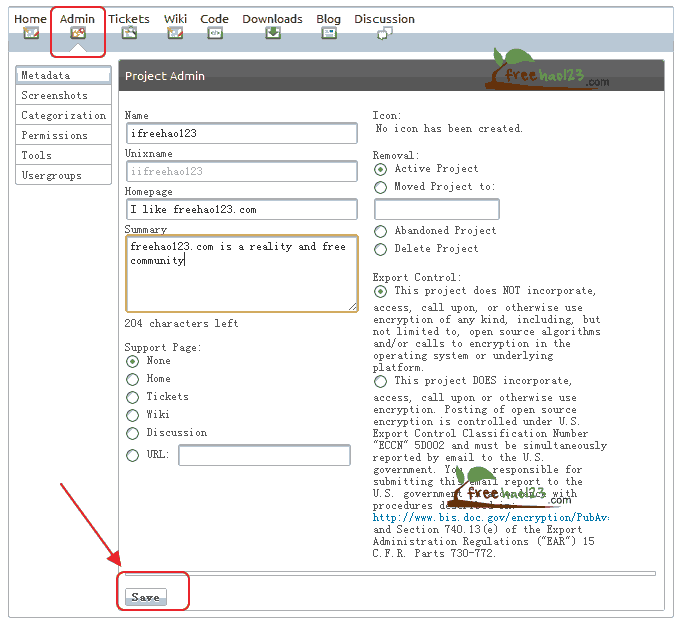 Home Admin Tickets Wiki Code Downloads Blog Discussion
Metadata
Screenshots
Categorization
Permissions
Tools
Usergroups
Project Admin
freehao123.com
Name
ifreehao123
Unixname
iifreehao123
Homepage
I like freehao123.com
Summary
freehao123.com is a reality and free
community
204 characters left
Support Page:
None
Home
Tickets
Wiki
Discussion
URL:
Icon:
No icon has been created.
Removal:
Active Project
Moved Project to:
Abandoned Project
Delete Project
Export Control:
This project does NOT incorporate,
access, call upon, or otherwise use
encryption of any kind, including, but
not limited to, open source algorithms
and/or calls to encryption in the
operating system or underlying
platform.
This project DOES incorporate,
access, call upon or otherwise use
encryption. Posting of open source
encryption is controlled under U.S.
Export Control Classification Number
"ECCN" 5D002 and must be simultaneously
reported by email to the U.S.
government. responsible for
submitting this email report to the
U.S. government with
procedures described in:
freehao123.com
http://www.bis.doc.gov/encryption/PubAv
and Section 740.13(e) of the Export
Administration Regulations ("EAR") 15
C.F.R. Parts 730-772.
Save